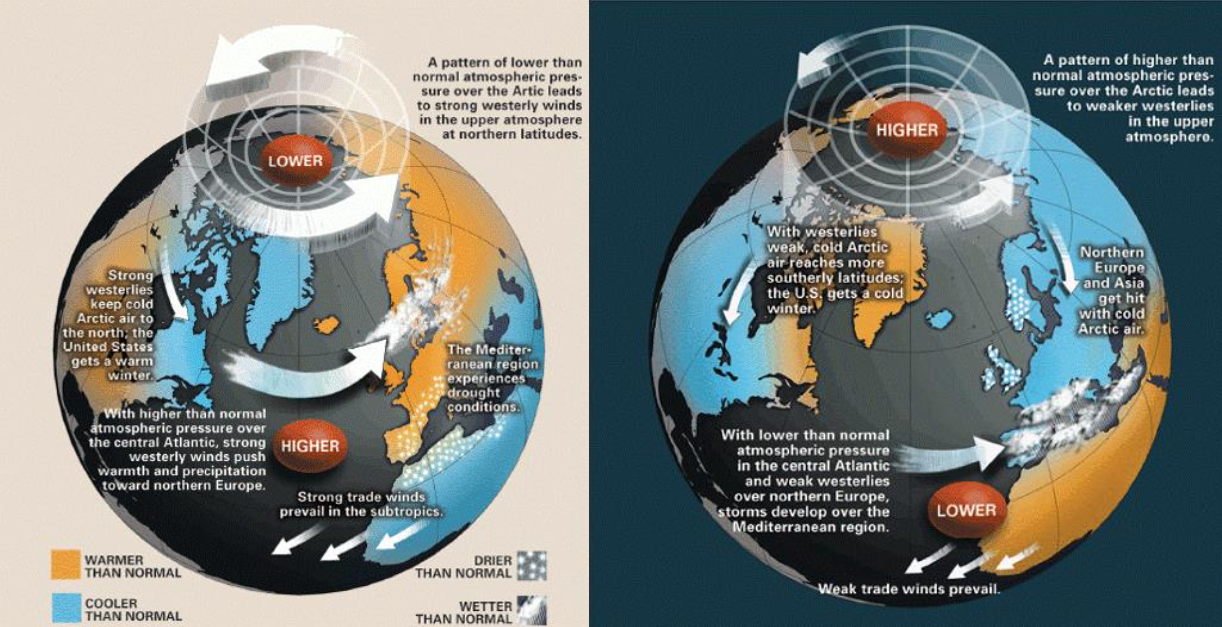 A pattern of lower than
normal atmospheric pres-
sure over the Artic leads
to strong westerly winds
in the upper atmosphere
at northern latitudes.
LOWER
Strong
westerlies
keep cold
Arctic air to
the north; the
United States
gets a warm
winter.
The Mediter-
ranean region
experiences
drought
conditions.
With higher than normal
atmospheric pressure over
the central Atlantic, strong
westerly winds push
warmth and precipitation
toward northern Europe.
HIGHER
Strong trade winds
prevail in the subtropics.
WARMER
THAN NORMAL
COOLER
THAN NORMAL
DRIER
THAN NORMAL
WETTER
THAN NORMAL
A pattern of higher than
normal atmospheric pres-
sure over the Arctic leads
to weaker westerlies
in the upper
atmosphere.
HIGHER
With westerlies
weak, cold Arctic
air reaches more
southerly latitudes;
the U.S. gets a cold
winter.
Northern
Europe
and Asia
get hit
with cold
Arctic air.
With lower than normal
atmospheric pressure
in the central Atlantic
and weak westerlies
over northern Europe,
storms develop over the
Mediterranean region.
LOWER
Weak trade winds prevail.